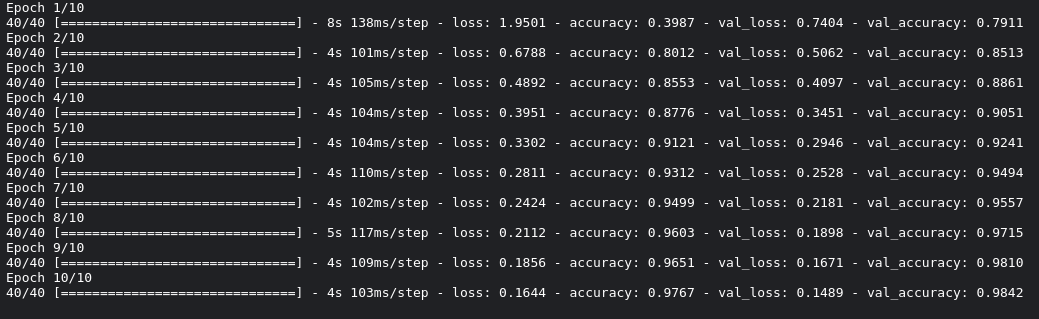 Epoch 1/10
40/40 [==============================] - 8s 138ms/step - loss: 1.9501 - accuracy: 0.3987 - val_loss: 0.7404 - val_accuracy: 0.7911
Epoch 2/10
40/40 [==============================] - 4s 101ms/step - loss: 0.6788 - accuracy: 0.8012 - val_loss: 0.5062 - val_accuracy: 0.8513
Epoch 3/10
40/40 [==============================] - 4s 105ms/step - loss: 0.4892 - accuracy: 0.8553 - val_loss: 0.4097 - val_accuracy: 0.8861
Epoch 4/10
40/40 [==============================] - 4s 104ms/step - loss: 0.3951 - accuracy: 0.8776 - val_loss: 0.3451 - val_accuracy: 0.9051
Epoch 5/10
40/40 [==============================] - 4s 104ms/step - loss: 0.3302 - accuracy: 0.9121 - val_loss: 0.2946 - val_accuracy: 0.9241
Epoch 6/10
40/40 [==============================] - 4s 110ms/step - loss: 0.2811 - accuracy: 0.9312 - val_loss: 0.2528 - val_accuracy: 0.9494
Epoch 7/10
40/40 [==============================] - 4s 102ms/step - loss: 0.2424 - accuracy: 0.9499 - val_loss: 0.2181 - val_accuracy: 0.9557
Epoch 8/10
40/40 [==============================] - 5s 117ms/step - loss: 0.2112 - accuracy: 0.9603 - val_loss: 0.1898 - val_accuracy: 0.9715
Epoch 9/10
40/40 [==============================] - 4s 109ms/step - loss: 0.1856 - accuracy: 0.9651 - val_loss: 0.1671 - val_accuracy: 0.9810
Epoch 10/10
40/40 [==============================] - 4s 103ms/step - loss: 0.1644 - accuracy: 0.9767 - val_loss: 0.1489 - val_accuracy: 0.9842